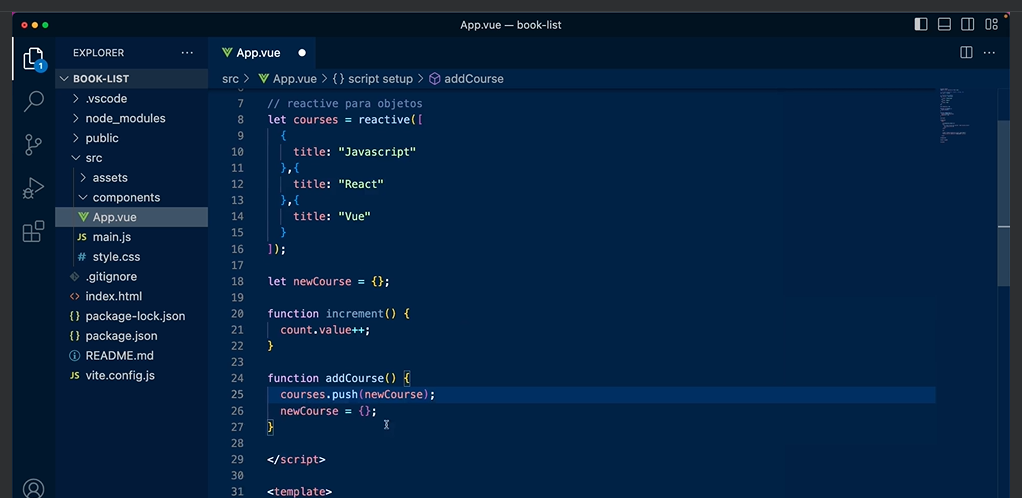 App.vue — book-list
EXPLORER ···
App.vue
1
BOOK-LIST
src > App.vue > {} script setup > addCourse
.vscode
node_modules
public
src
assets
components
App.vue
JS main.js
# style.css
.gitignore
<> index.html
{} package-lock.json
{} package.json
README.md
JS vite.config.js
7 // reactive para objetos
8 let courses = reactive([
9 {
10 title: "Javascript"
11 },{
12 title: "React"
13 },{
14 title: "Vue"
15 }
16 ]);
17
18 let newCourse = {};
19
20 function increment() {
21 count.value++;
22 }
23
24 function addCourse() {
25 courses.push(newCourse);
26 newCourse = {};
27 }
28
29 </script>
30
31 <template>